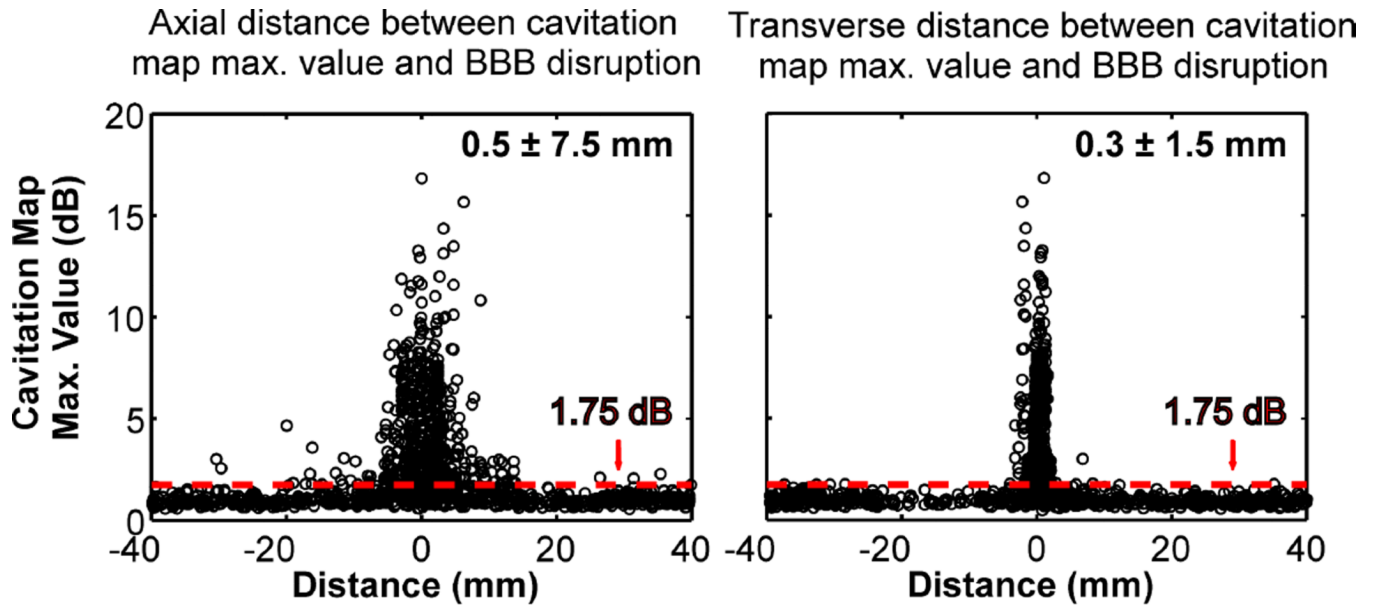 Axial distance between cavitation
map max. value and BBB disruption
Transverse distance between cavitation
map max. value and BBB disruption
Cavitation Map
Max. Value (dB)
20
15
10
5
0
0.5 ± 7.5 mm
1.75 dB
-40
-20
0
20
40
Distance (mm)
0.3 ± 1.5 mm
1.75 dB
-40
-20
0
20
40
Distance (mm)